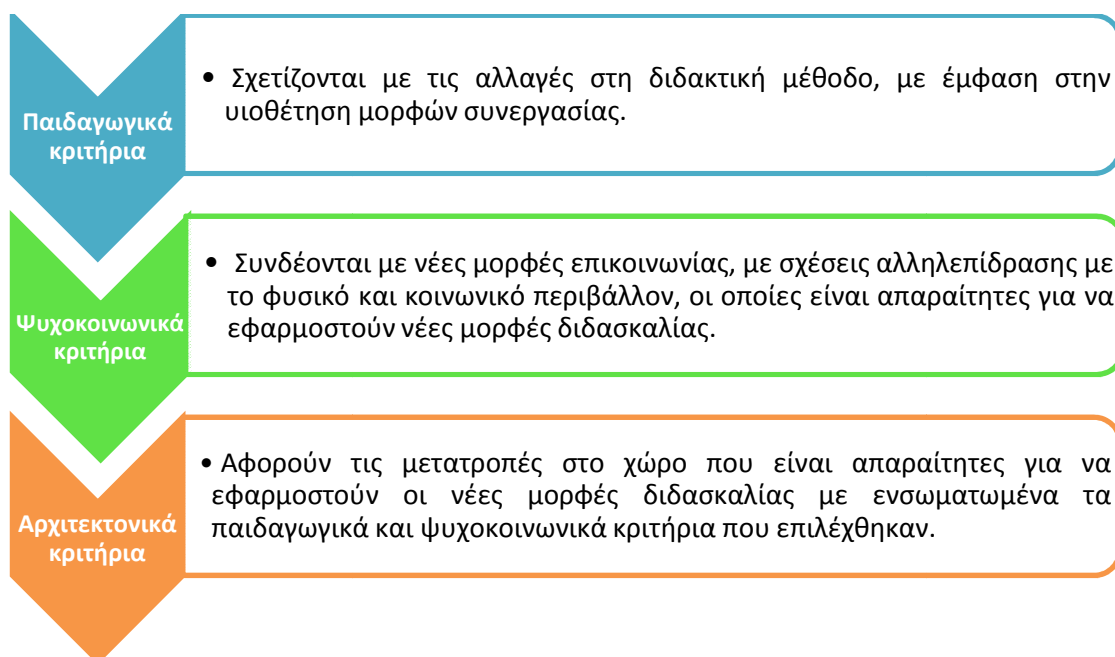 Παιδαγωγικά
κριτήρια
• Σχετίζονται με τις αλλαγές στη διδακτική μέθοδο, με έμφαση στην
υιοθέτηση μορφών συνεργασίας.
Ψυχοκοινωνικά
κριτήρια
• Συνδέονται με νέες μορφές επικοινωνίας, με σχέσεις αλληλεπίδρασης με
το φυσικό και κοινωνικό περιβάλλον, οι οποίες είναι απαραίτητες για να
εφαρμοστούν νέες μορφές διδασκαλίας.
Αρχιτεκτονικά
κριτήρια
• Αφορούν τις μετατροπές στο χώρο που είναι απαραίτητες για να
εφαρμοστούν οι νέες μορφές διδασκαλίας με ενσωματωμένα τα
παιδαγωγικά και ψυχοκοινωνικά κριτήρια που επιλέχθηκαν.